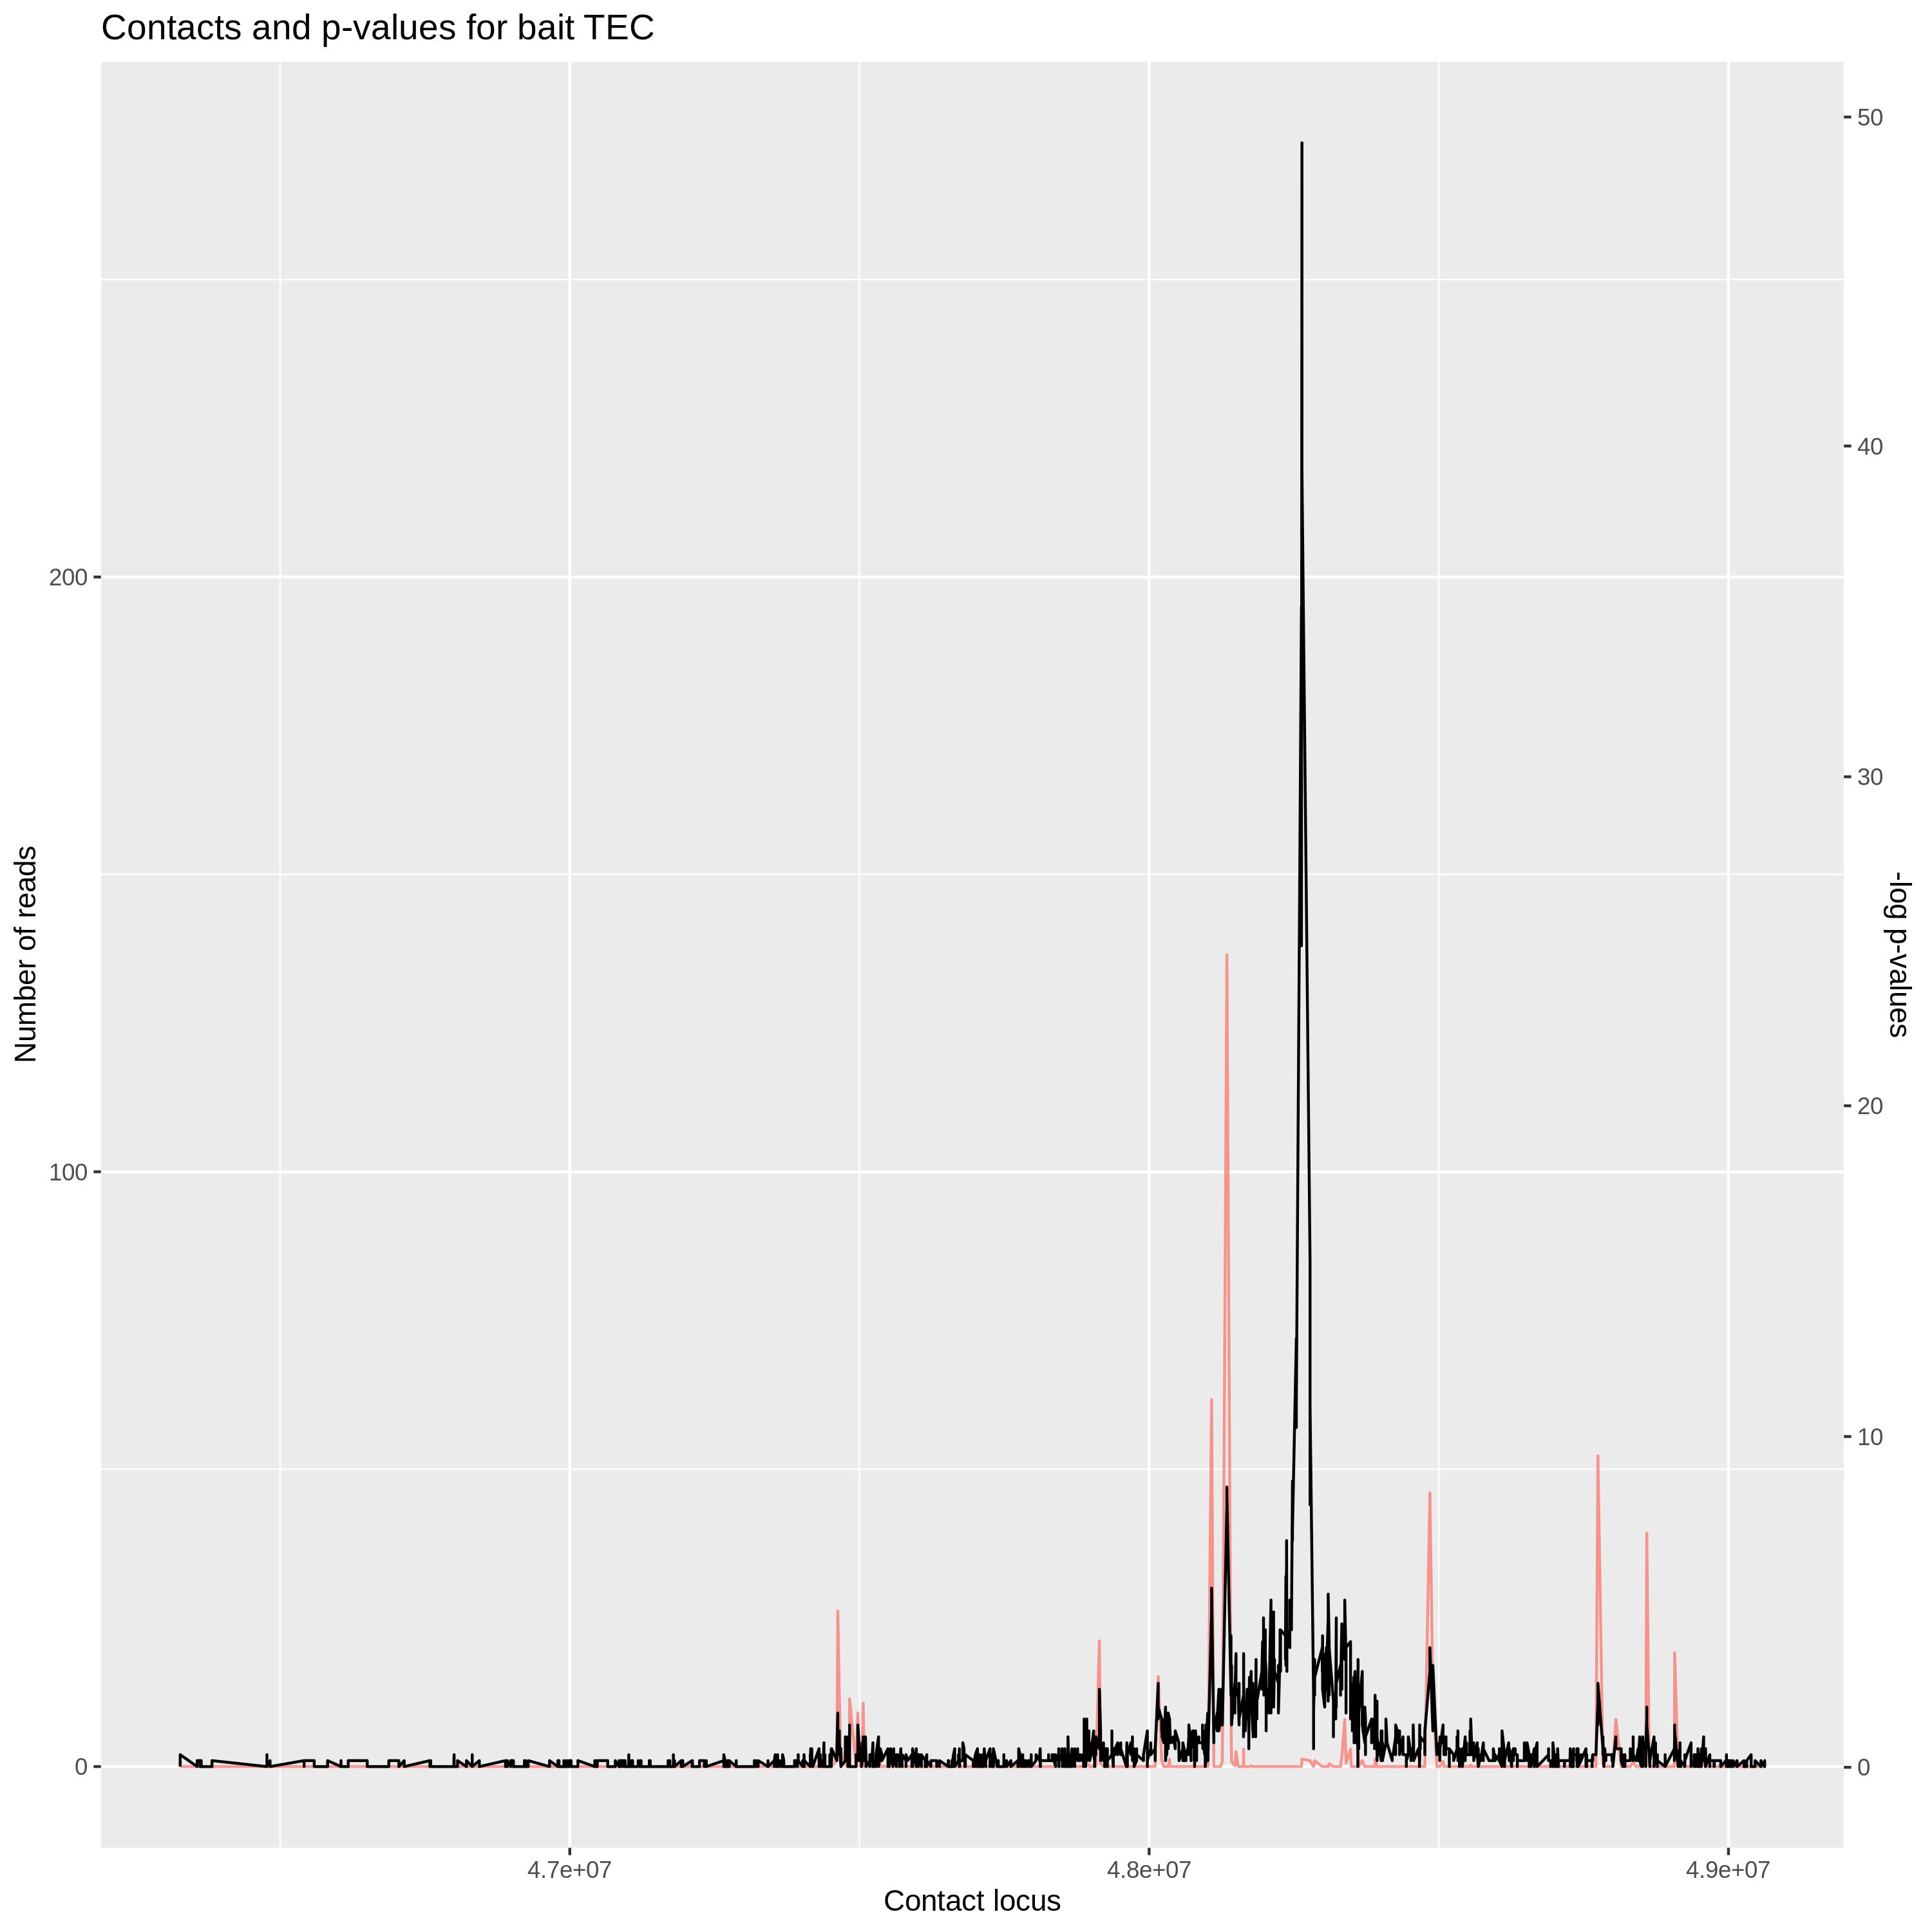 Contacts and p-values for bait TEC
50
40
200
30
Number of reads
-log p-values
20
100
10
0
0
4.7e+07
4.8e+07
4.9e+07
Contact locus